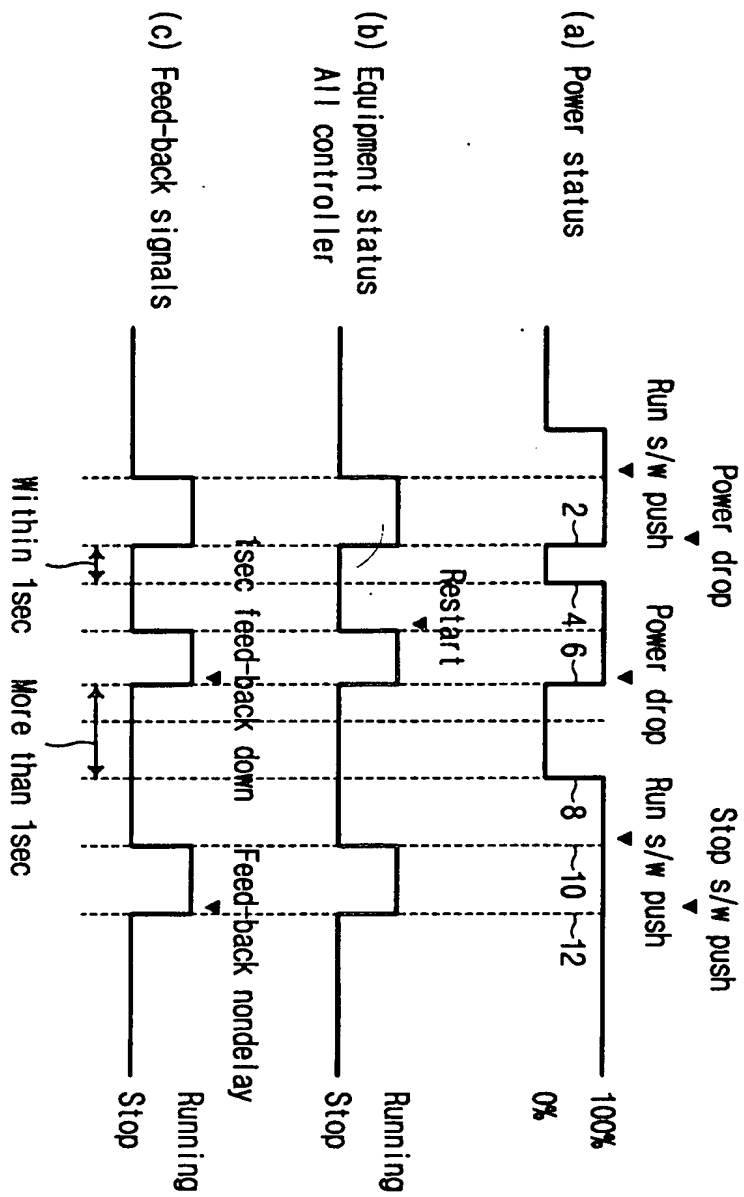 Power drop
Stop s/w push
Run s/w push
Power drop
Run s/w push
(a) Power status
100%
0%
2
4
6
8
10
12
Restart
(b) Equipment status
All controller
Running
Stop
1sec feed-back down
Feed-back nondelay
(c) Feed-back signals
Running
Stop
Within 1sec
More than 1sec